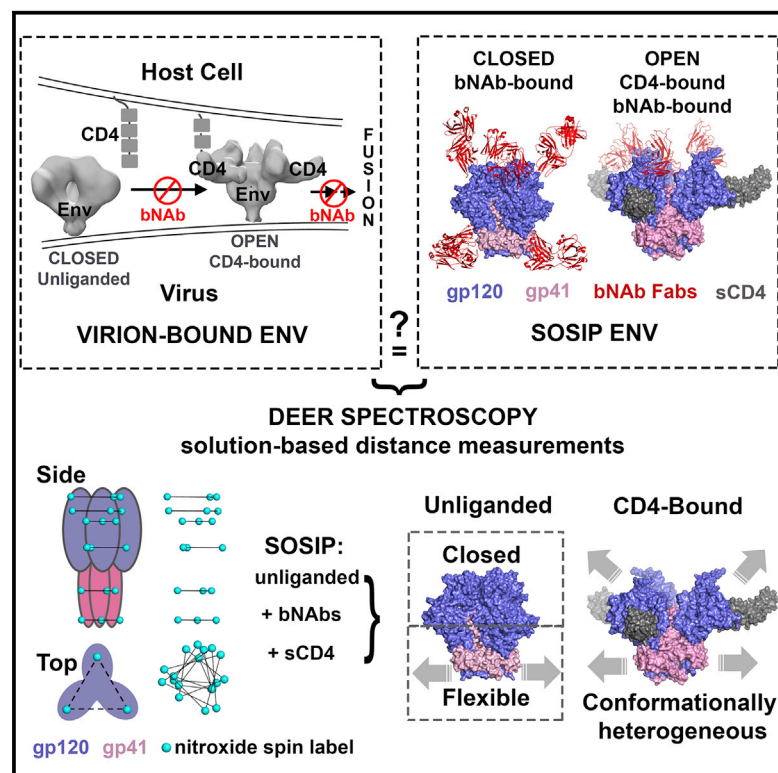 Host Cell
CD4
CD4
CD4
Env
Env
bNAb
bNAb
FUSION
CLOSED
Unliganded
OPEN
CD4-bound
Virus
VIRION-BOUND ENV
?
=
CLOSED
bNAb-bound
OPEN
CD4-bound
bNAb-bound
gp120 gp41 bNAb Fabs sCD4
SOSIP ENV
DEER SPECTROSCOPY
solution-based distance measurements
Side
Top
SOSIP:
unliganded
+ bNAbs
+ sCD4
gp120 gp41 nitroxide spin label
Unliganded
Closed
Flexible
CD4-Bound
Conformationally
heterogeneous